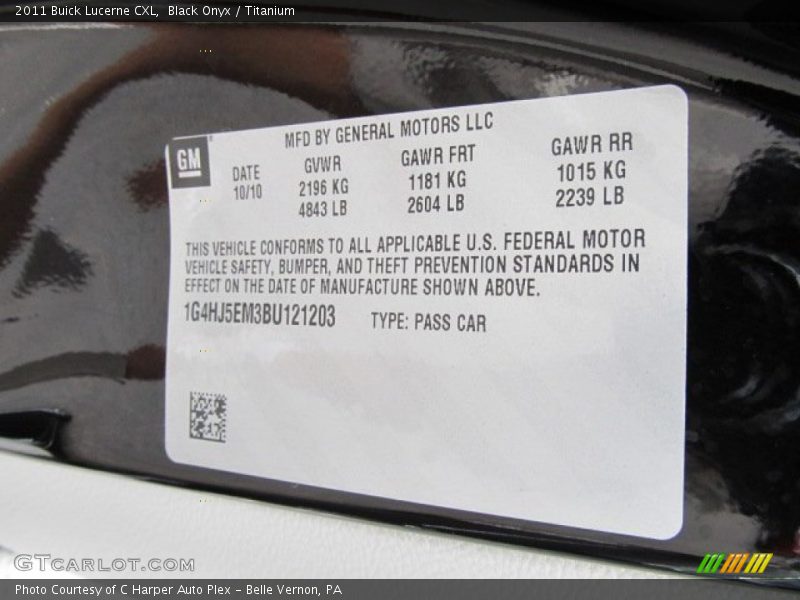 2011 Buick Lucerne CXL, Black Onyx / Titanium
MFD BY GENERAL MOTORS LLC
GM
DATE GVWR GAWR FRT GAWR RR
10/10 2196 KG 1181 KG 1015 KG
4843 LB 2604 LB 2239 LB
THIS VEHICLE CONFORMS TO ALL APPLICABLE U.S. FEDERAL MOTOR
VEHICLE SAFETY, BUMPER, AND THEFT PREVENTION STANDARDS IN
EFFECT ON THE DATE OF MANUFACTURE SHOWN ABOVE.
1G4HJ5EM3BU121203 TYPE: PASS CAR
GTCARLOT.COM
Photo Courtesy of C Harper Auto Plex - Belle Vernon, PA